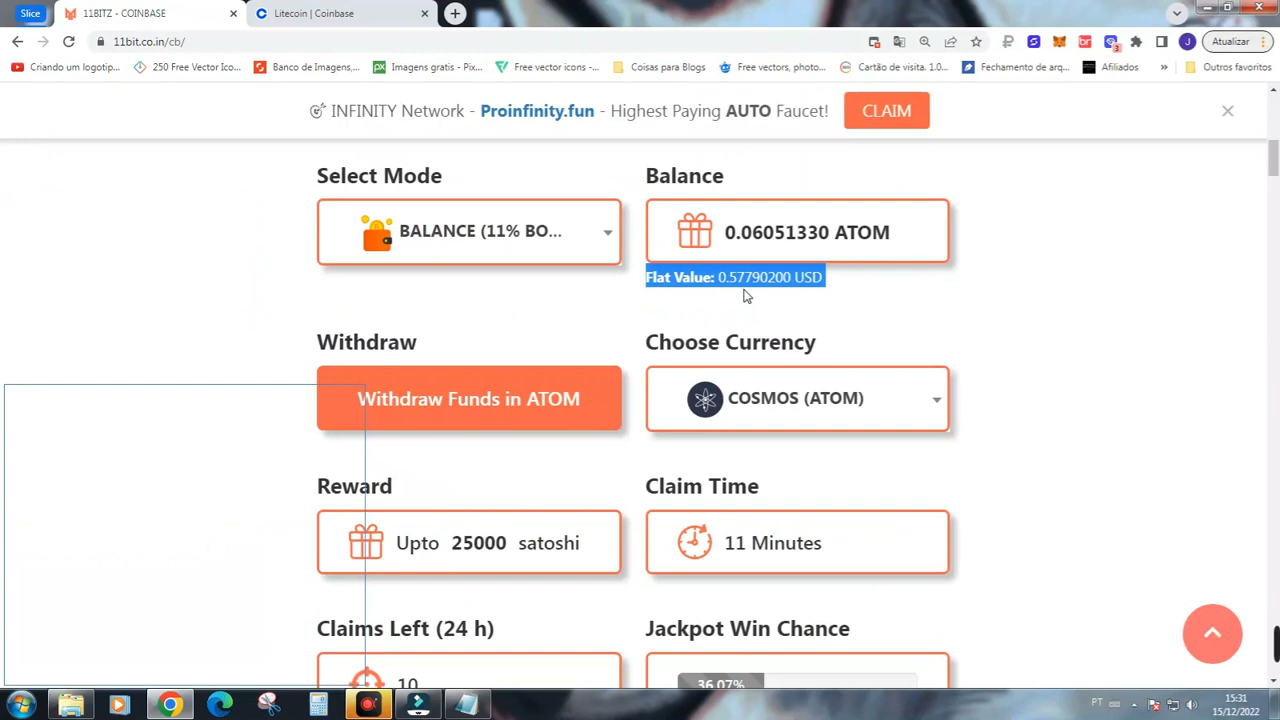 Slice
11BITZ - COINBASE
Litecoin | Coinbase
11bit.co.in/cb/
3
J
Atualizar
Criando um logotip...
250 Free Vector Ico...
Banco de Imagens,...
px
Imagens gratis - Pix...
Free vector icons -...
Coisas para Blogs
Free vectors, photo...
Cartão de visita. 1.0...
Fechamento de arq...
Afiliados
»
Outros favoritos
INFINITY Network - Proinfinity.fun - Highest Paying AUTO Faucet!
CLAIM
Select Mode
Balance
BALANCE (11% BO...
0.06051330 ATOM
Flat Value: 0.57790200 USD
Withdraw
Choose Currency
Withdraw Funds in ATOM
COSMOS (ATOM)
Reward
Claim Time
Upto 25000 satoshi
11 Minutes
Claims Left (24 h)
Jackpot Win Chance
10
36.07%
PT
15:31
15/12/2022